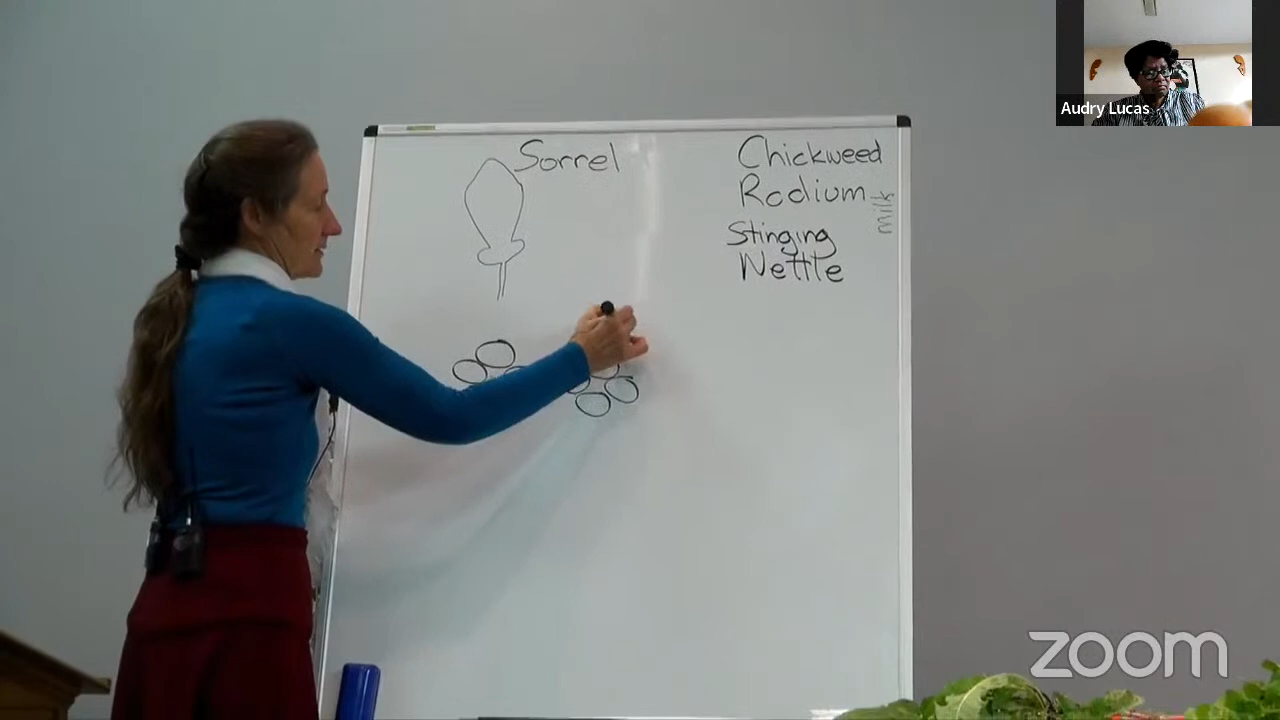 Audry Lucas
Sorrel
Chickweed
Rodium
milk
Stinging
Nettle
zoom